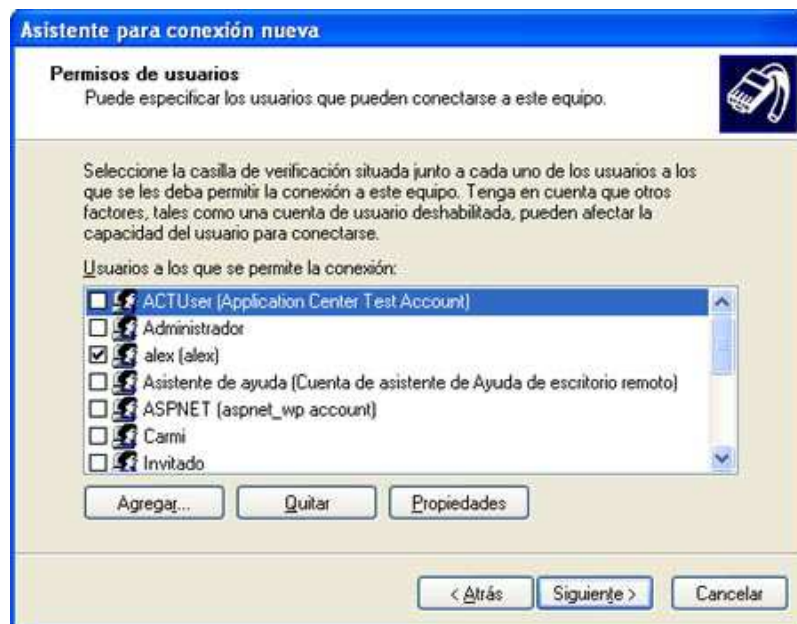 Asistente para conexión nueva
Permisos de usuarios
Puede especificar los usuarios que pueden conectarse a este equipo.
Seleccione la casilla de verificación situada junto a cada uno de los usuarios a los
que se les deba permitir la conexión a este equipo. Tenga en cuenta que otros
factores, tales como una cuenta de usuario deshabilitada, pueden afectar la
capacidad del usuario para conectarse.
Usuarios a los que se permite la conexión:
ACTUser (Application Center Test Account)
Administrador
alex (alex)
Asistente de ayuda (Cuenta de asistente de Ayuda de escritorio remoto)
ASPNET (aspnet_wp account)
Carmi
Invitado
Agregar... Quitar Propiedades
< Atrás Siguiente > Cancelar